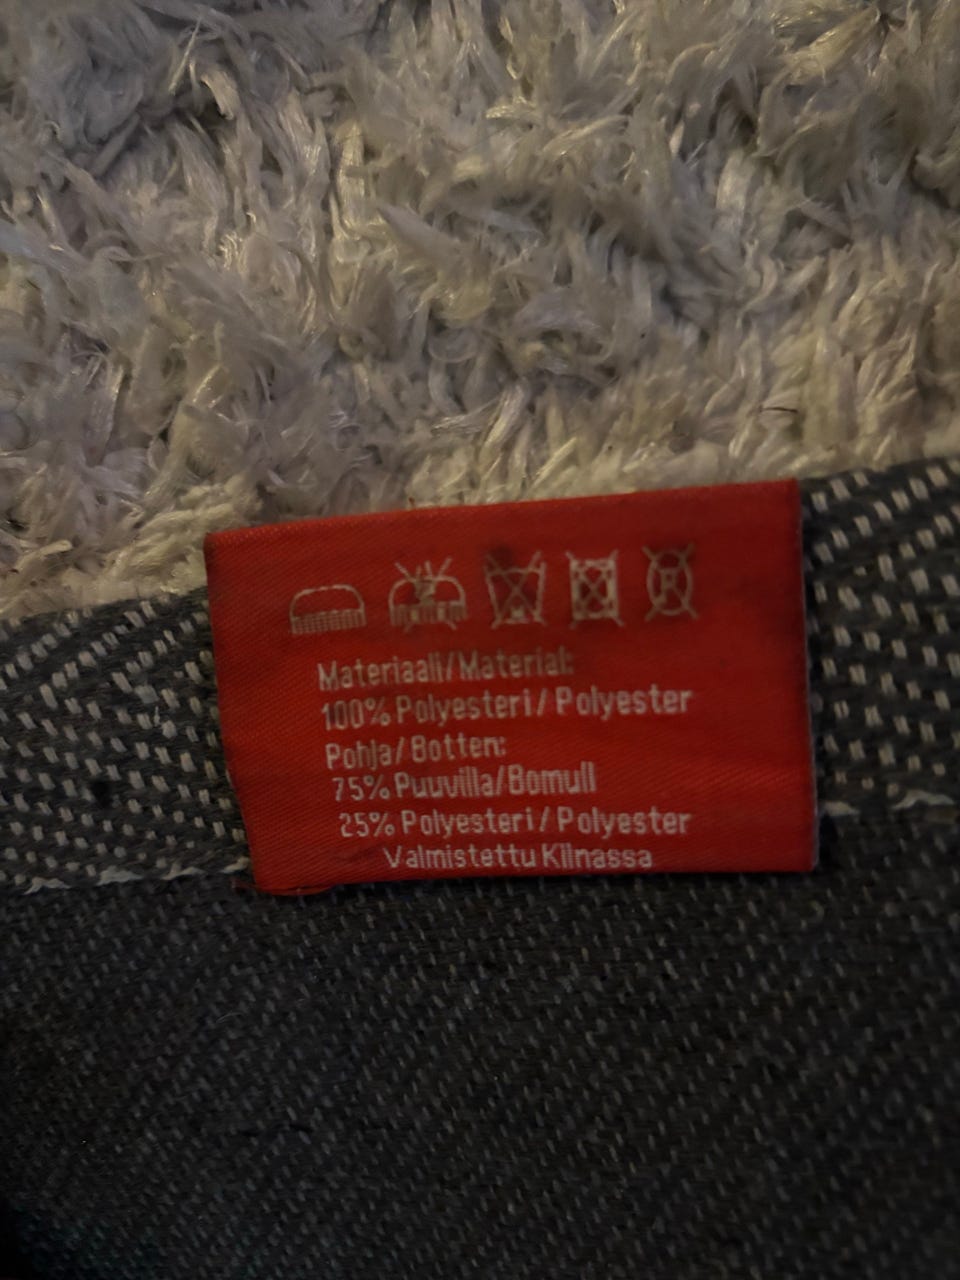 Materiaali/Material:
100% Polyesteri/Polyester
Pohja/Botten:
75% Puuvilla/Bomull
25% Polyesteri/Polyester
Valmistettu Kiinassa